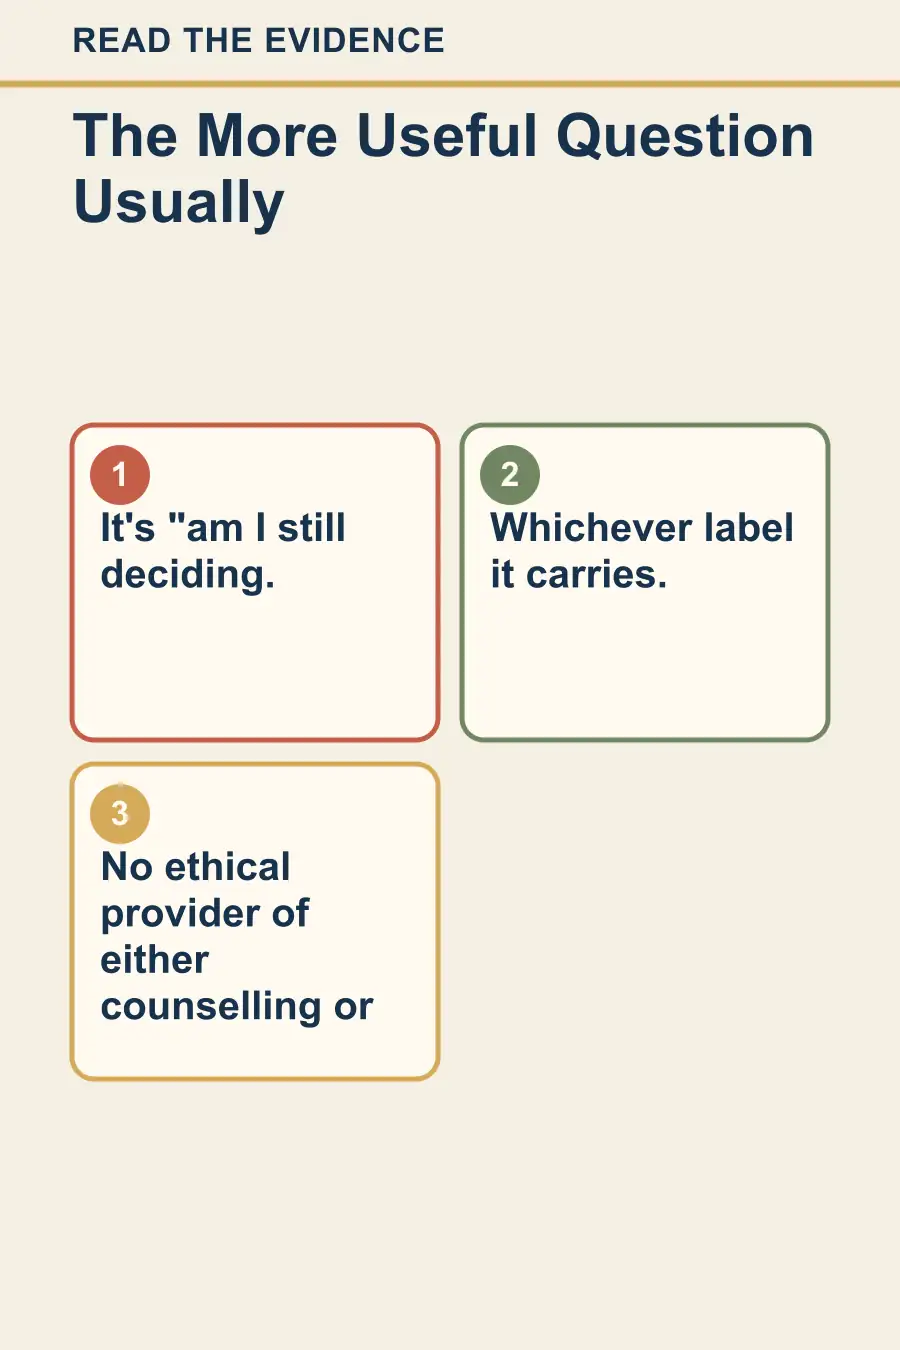 READ THE EVIDENCE
The More Useful Question
Usually
1
It's "am I still
deciding.
2
Whichever label
it carries.
3
No ethical
provider of
either
counselling or